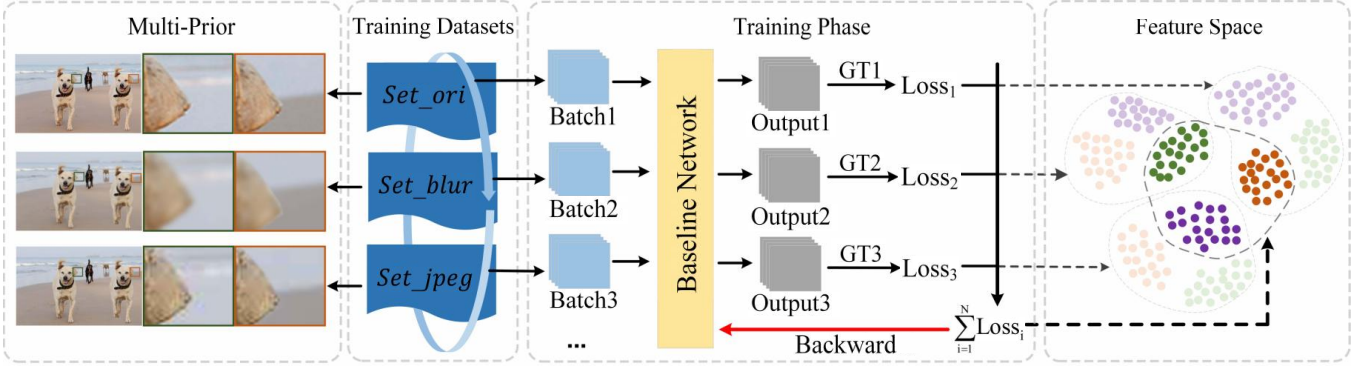 Multi-Prior
Training Datasets
Training Phase
Feature Space
Set_ori
Set_blur
Set_jpeg
Batch1
Batch2
Batch3
...
Baseline Network
Output1
Output2
Output3
GT1
GT2
GT3
Loss₁
Loss₂
Loss₃
N
∑Lossᵢ
i=1
Backward